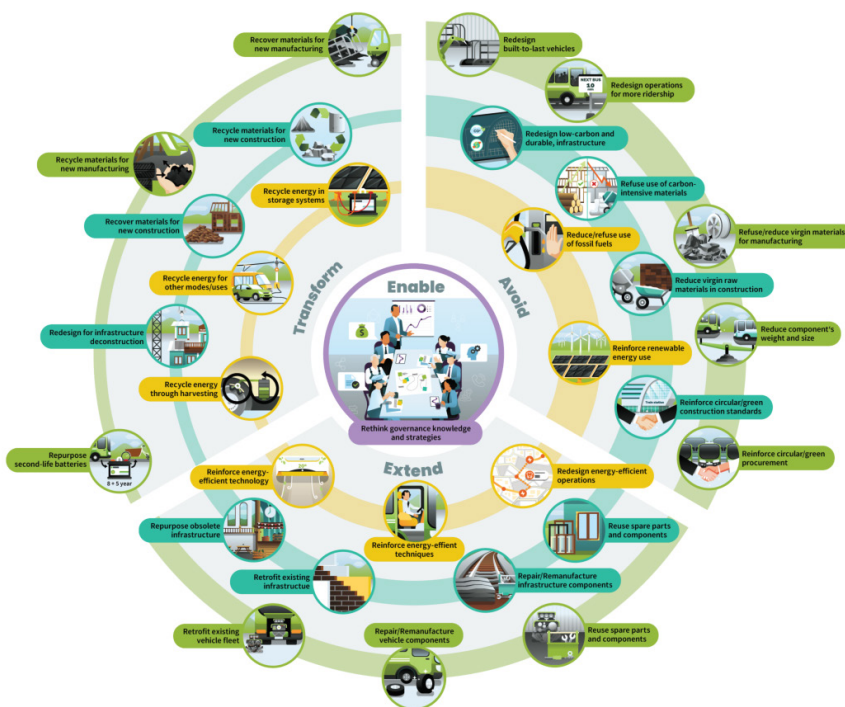 Recover materials for
new manufacturing
Redesign
built-to-last vehicles
NEXT BUS
10
Redesign operations
for more ridership
Recycle materials for
new construction
Redesign low-carbon and
durable, infrastructure
Recycle materials for
new manufacturing
Recycle energy in
storage systems
Refuse use of carbon-
intensive materials
Recover materials for
new construction
Reduce/refuse use
of fossil fuels
Refuse/reduce virgin materials
for manufacturing
Recycle energy for
other modes/uses
Transform
Enable
Avoid
Reduce virgin raw
materials in construction
$
Redesign for infrastructure
deconstruction
Reinforce renewable
energy use
Reduce component's
weight and size
Recycle energy
through harvesting
Reinforce circular/green
construction standards
Rethink governance knowledge
and strategies
Repurpose
second-life batteries
8 + 5 year
Reinforce circular/green
procurement
Extend
Reinforce energy-
efficient technology
Redesign energy-efficient
operations
Repurpose obsolete
infrastructure
Reinforce energy-effient
techniques
Reuse spare parts
and components
Retrofit existing
infrastructue
Repair/Remanufacture
infrastructure components
Retrofit existing
vehicle fleet
Repair/Remanufacture
vehicle components
Reuse spare parts
and components